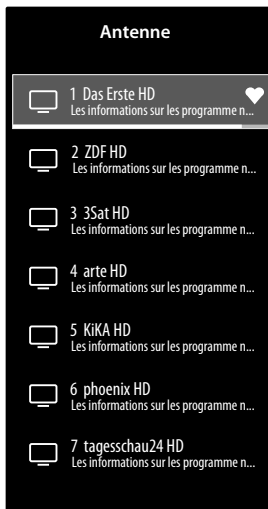 Antenne
1 Das Erste HD
Les informations sur les programme n...
2 ZDF HD
Les informations sur les programme n...
3 3Sat HD
Les informations sur les programme n...
4 arte HD
Les informations sur les programme n...
5 KiKA HD
Les informations sur les programme n...
6 phoenix HD
Les informations sur les programme n...
7 tagesschau24 HD
Les informations sur les programme n...